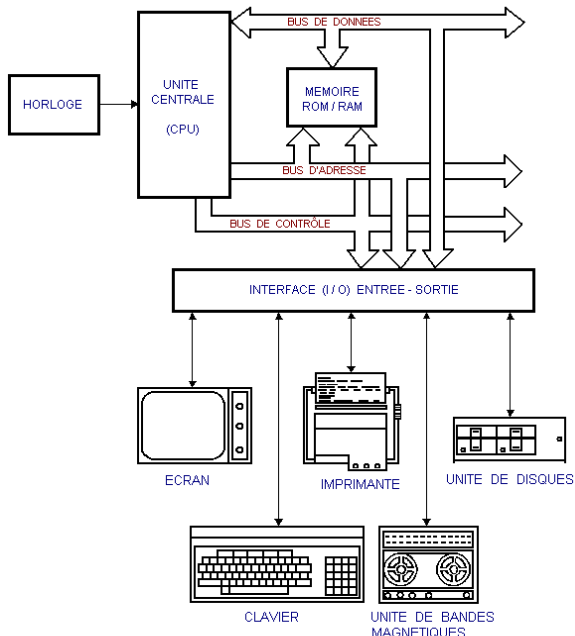 BUS DE DONNEES
UNITE
CENTRALE
(CPU)
HORLOGE
MEMOIRE
ROM / RAM
BUS D'ADRESSE
BUS DE CONTRÔLE
INTERFACE (I / O) ENTREE - SORTIE
ECRAN
IMPRIMANTE
UNITE DE DISQUES
CLAVIER
UNITE DE BANDES
MAGNETIQUES